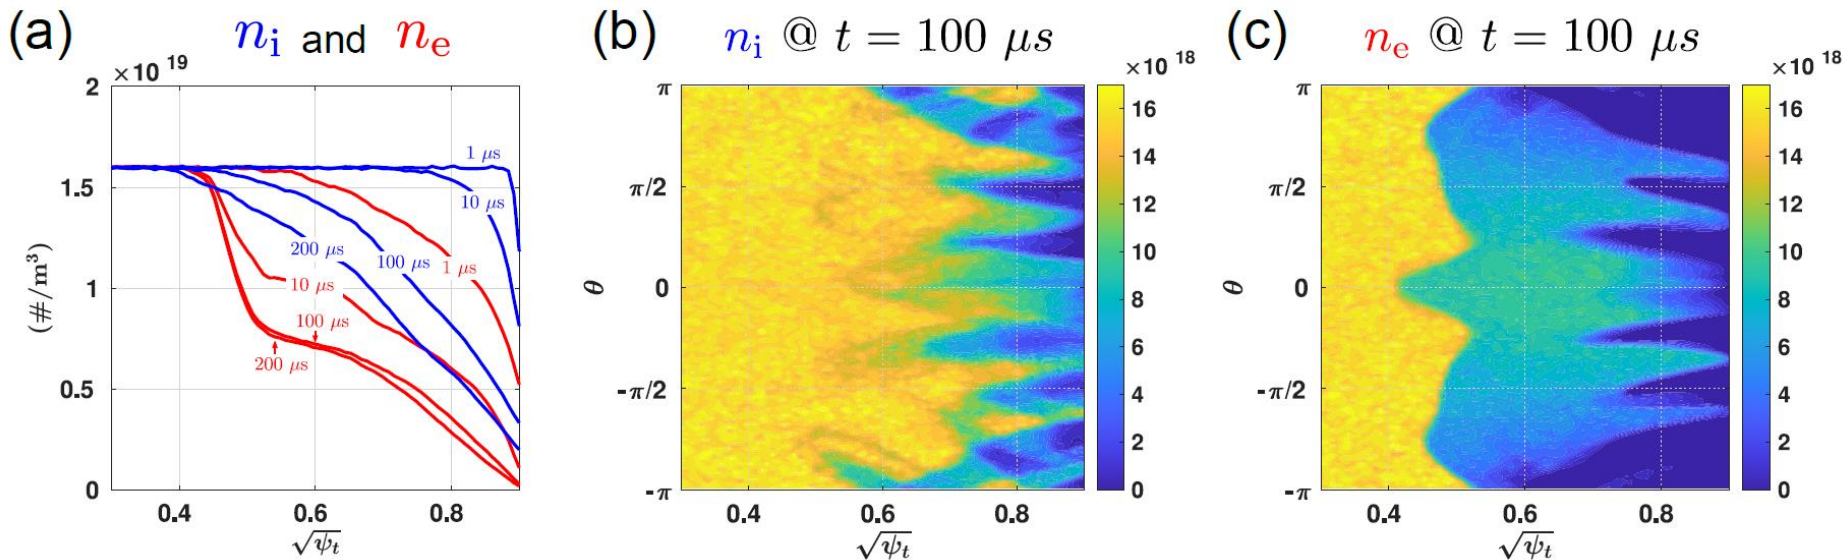 (a) n_i and n_e
×10 19
2
1.5
1
0.5
0
(#/m³)
0.4 0.6 0.8
√ψ_t
1 μs
10 μs
200 μs
100 μs
1 μs
10 μs
100 μs
200 μs
(b) n_i @ t = 100 μs
×10 18
π
π/2
0
-π/2
-π
θ
0.4 0.6 0.8
√ψ_t
16
14
12
10
8
6
4
2
0
(c) n_e @ t = 100 μs
×10 18
π
π/2
0
-π/2
-π
θ
0.4 0.6 0.8
√ψ_t
16
14
12
10
8
6
4
2
0